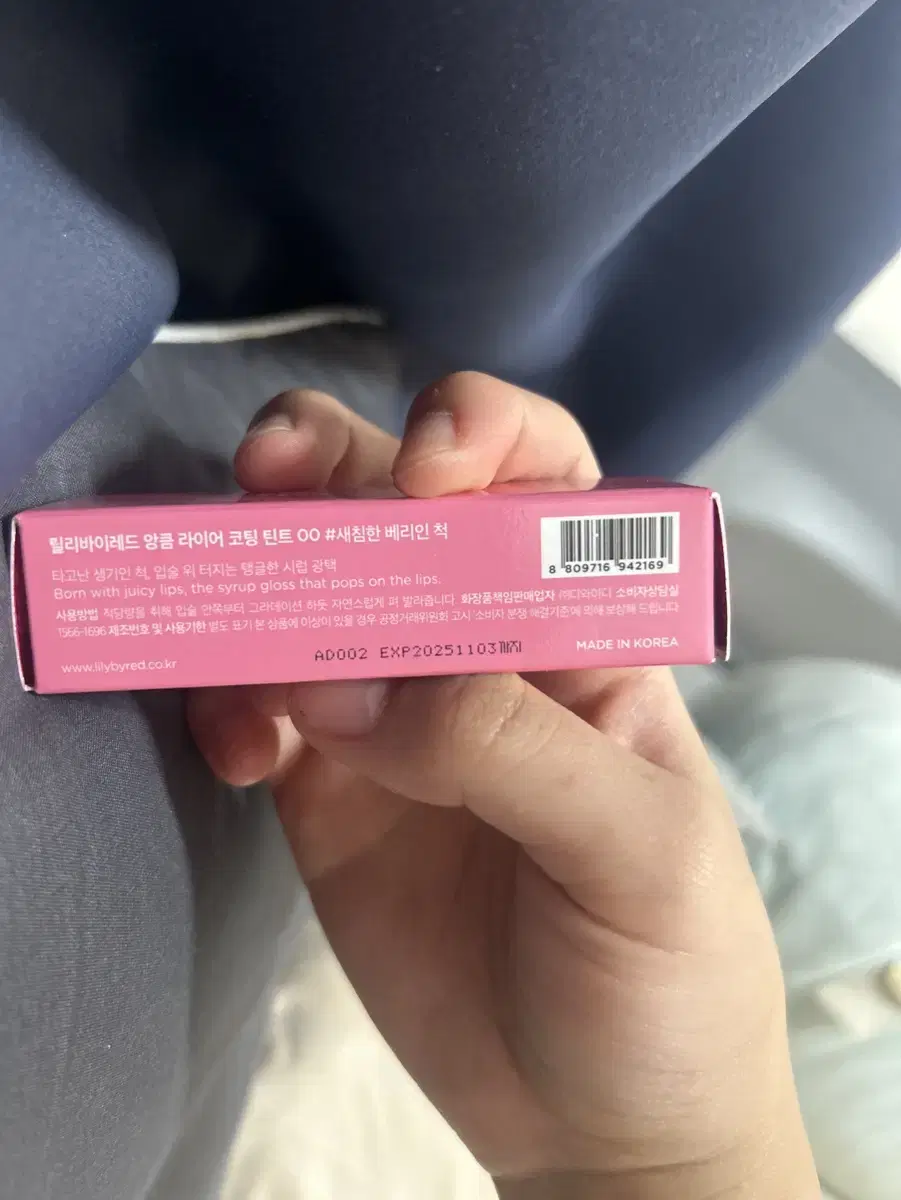 릴리바이레드 앙큼 라이어 코팅 틴트 00 #새침한 베리인 척
타고난 생기인 척, 입술 위 터지는 탱글한 시럽 광택
Born with juicy lips, the syrup gloss that pops on the lips.
사용방법 적당량을 취해 입술 안쪽부터 그라데이션 하듯 자연스럽게 펴 발라줍니다. 화장품책임판매업자 소비자상담실
1566-1696 제조번호 및 사용기한 별도 표기 본 상품에 이상이 있을 경우 공정거래위원회 고시 '소비자 분쟁 해결기준'에 의해 보상해 드립니다
www.lilybyred.co.kr
AD002 EXP20251103까지
MADE IN KOREA
8 809716 942169